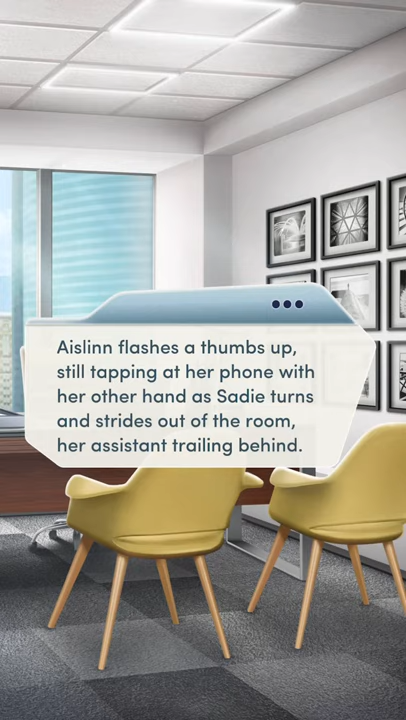 Aislinn flashes a thumbs up,
still tapping at her phone with
her other hand as Sadie turns
and strides out of the room,
her assistant trailing behind.